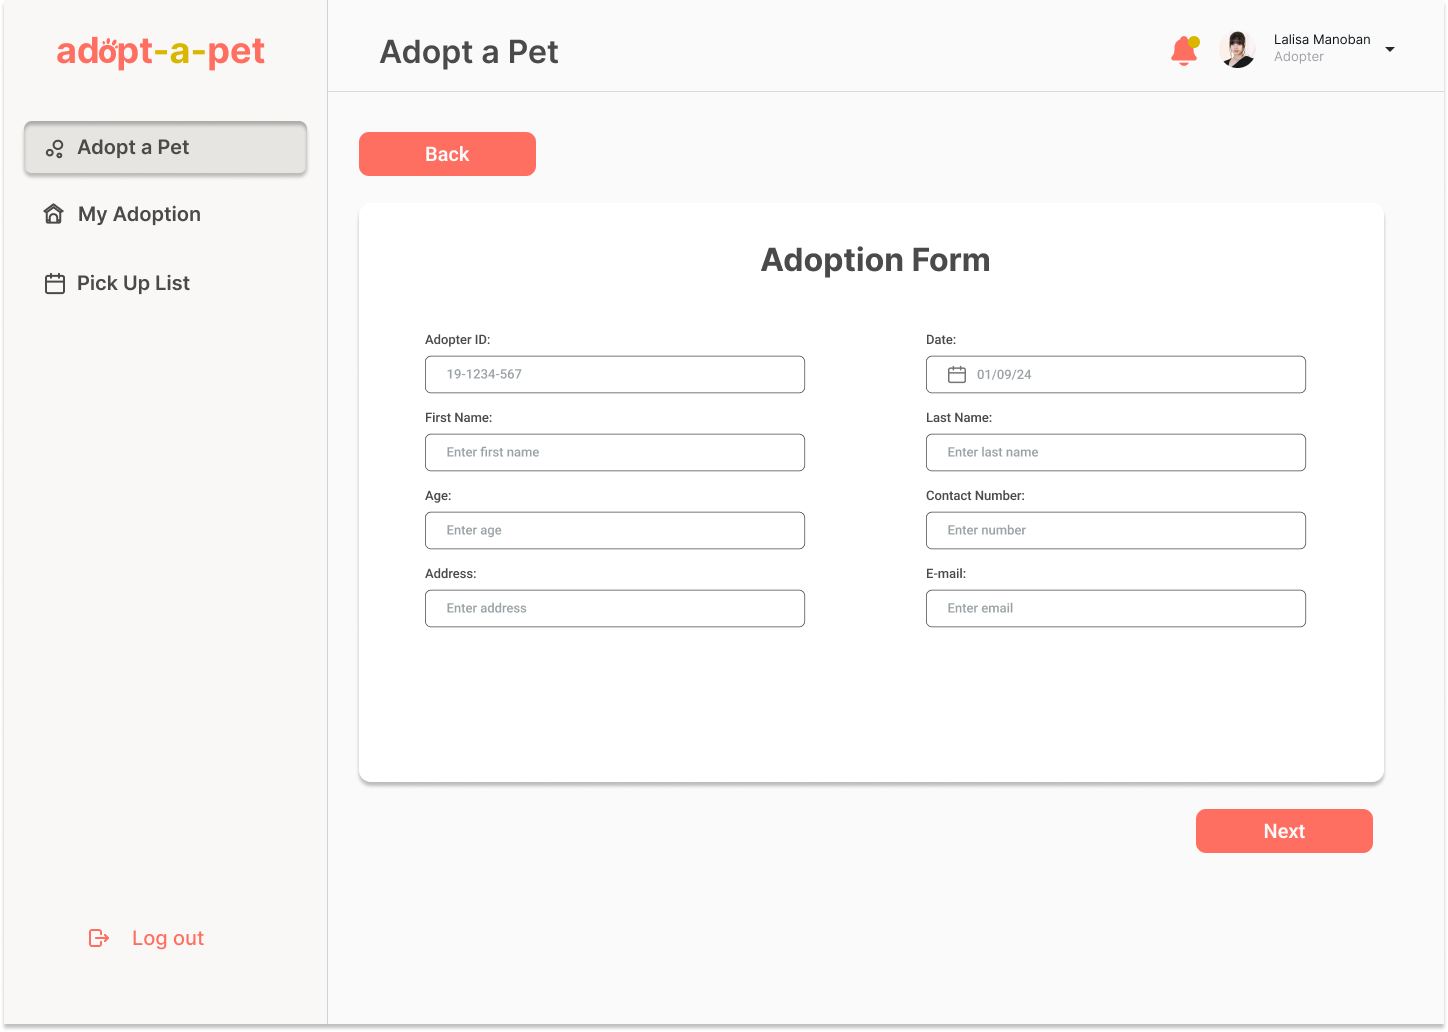 adopt-a-pet
Adopt a Pet
My Adoption
Pick Up List
Log out
Adopt a Pet
Lalisa Manoban
Adopter
Back
Adoption Form
Adopter ID:
19-1234-567
Date:
01/09/24
First Name:
Enter first name
Last Name:
Enter last name
Age:
Enter age
Contact Number:
Enter number
Address:
Enter address
E-mail:
Enter email
Next